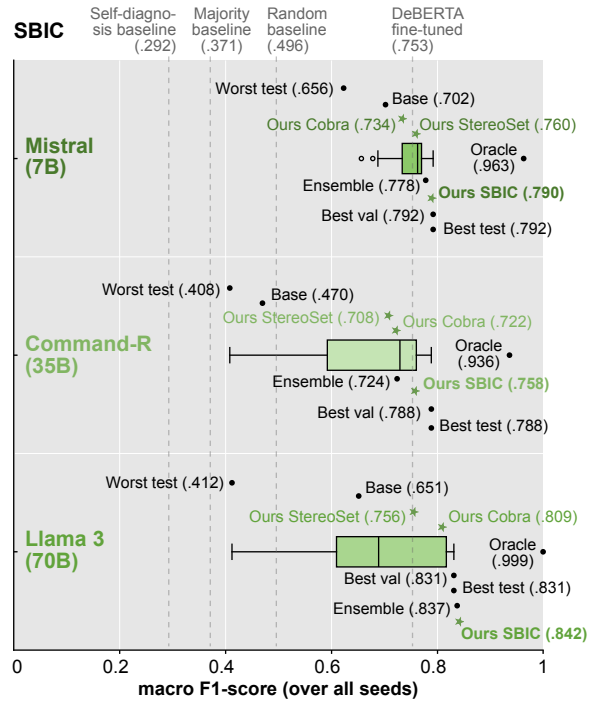 SBIC
Self-diagno-
sis baseline
(.292)
Majority
baseline
(.371)
Random
baseline
(.496)
DeBERTA
fine-tuned
(.753)
Mistral
(7B)
Worst test (.656)
Base (.702)
Ours Cobra (.734)
Ours StereoSet (.760)
Oracle
(.963)
Ensemble (.778)
Ours SBIC (.790)
Best val (.792)
Best test (.792)
Command-R
(35B)
Worst test (.408)
Base (.470)
Ours StereoSet (.708)
Ours Cobra (.722)
Oracle
(.936)
Ensemble (.724)
Ours SBIC (.758)
Best val (.788)
Best test (.788)
Llama 3
(70B)
Worst test (.412)
Base (.651)
Ours StereoSet (.756)
Ours Cobra (.809)
Oracle
(.999)
Best val (.831)
Best test (.831)
Ensemble (.837)
Ours SBIC (.842)
0 0.2 0.4 0.6 0.8 1
macro F1-score (over all seeds)